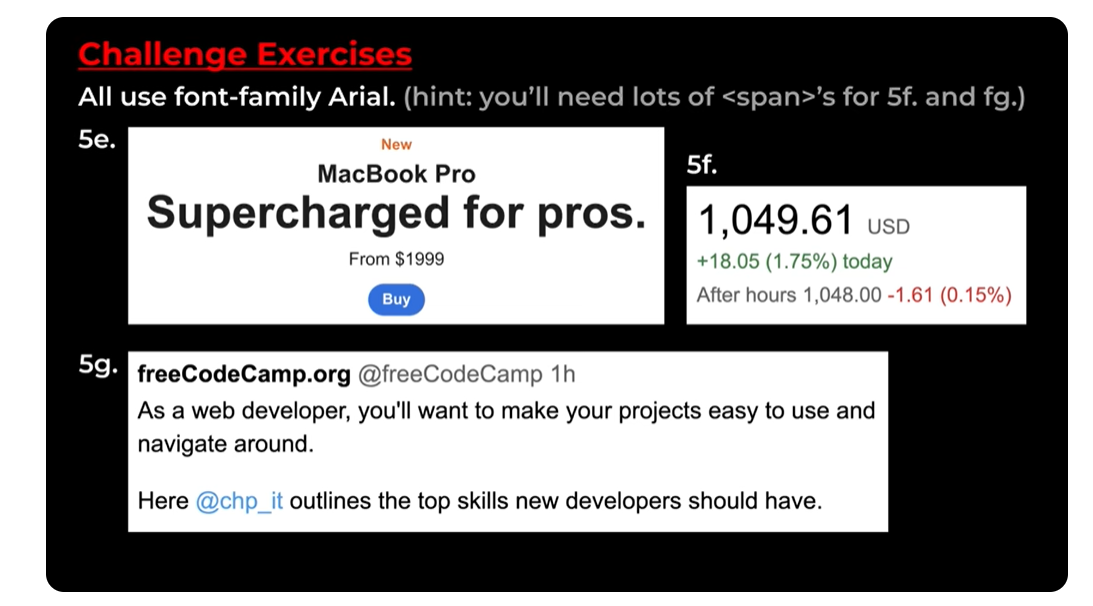 Challenge Exercises
All use font-family Arial. (hint: you’ll need lots of <span>’s for 5f. and fg.)
5e.
New
MacBook Pro
Supercharged for pros.
From $1999
Buy
5f.
1,049.61 USD
+18.05 (1.75%) today
After hours 1,048.00 -1.61 (0.15%)
5g.
freeCodeCamp.org @freeCodeCamp 1h
As a web developer, you'll want to make your projects easy to use and
navigate around.
Here @chp_it outlines the top skills new developers should have.